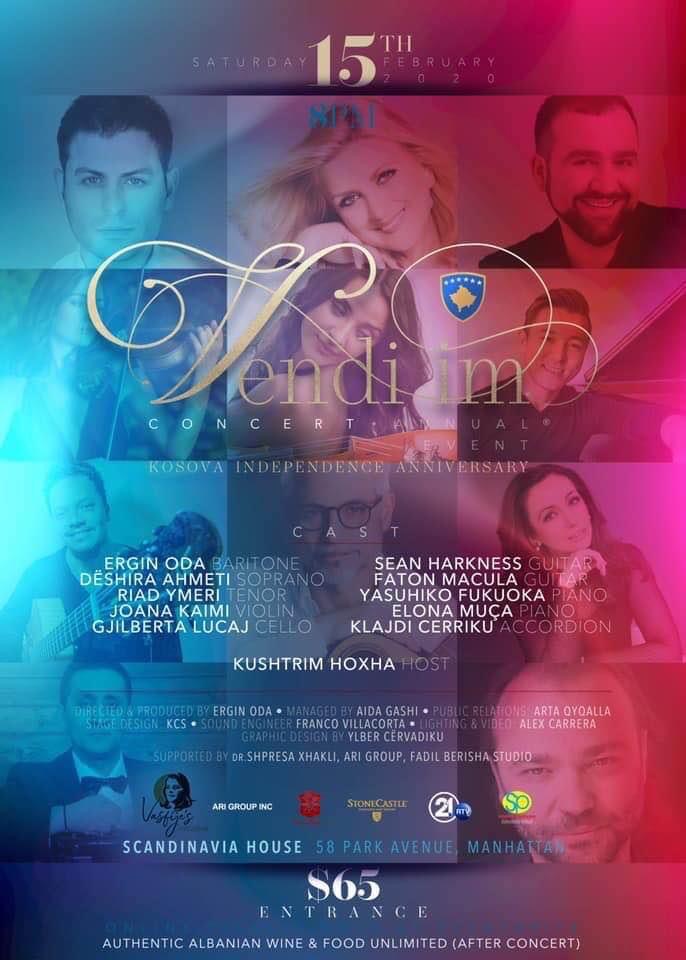 SATURDAY 15TH FEBRUARY
2020
8PM
Vendi im
CONCERT ANNUAL®
EVENT
KOSOVA INDEPENDENCE ANNIVERSARY
CAST
ERGIN ODA BARITONE
DËSHIRA AHMETI SOPRANO
RIAD YMERI TENOR
JOANA KAIMI VIOLIN
GJILBERTA LUCAJ CELLO
SEAN HARKNESS GUITAR
FATON MACULA GUITAR
YASUHIKO FUKUOKA PIANO
ELONA MUÇA PIANO
KLAJDI CERRIKU ACCORDION
KUSHTRIM HOXHA HOST
DIRECTED & PRODUCED BY ERGIN ODA • MANAGED BY AIDA GASHI • PUBLIC RELATIONS: ARTA QYQALLA
STAGE DESIGN: KCS • SOUND ENGINEER FRANCO VILLACORTA • LIGHTING & VIDEO: ALEX CARRERA
GRAPHIC DESIGN BY YLBER CËRVADIKU
SUPPORTED BY DR.SHPRESA XHAKLI, ARI GROUP, FADIL BERISHA STUDIO
Vasfije's
ARI GROUP INC
STONECASTLE
21 RTV
SCANDINAVIA HOUSE 58 PARK AVENUE, MANHATTAN
$65
ENTRANCE
AUTHENTIC ALBANIAN WINE & FOOD UNLIMITED (AFTER CONCERT)